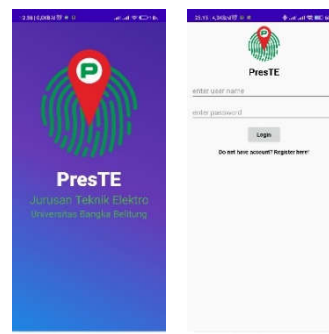 P
PresTE
Jurusan Teknik Elektro
Universitas Bangka Belitung
P
PresTE
enter user name
enter password
Login
Do not have account? Register here!